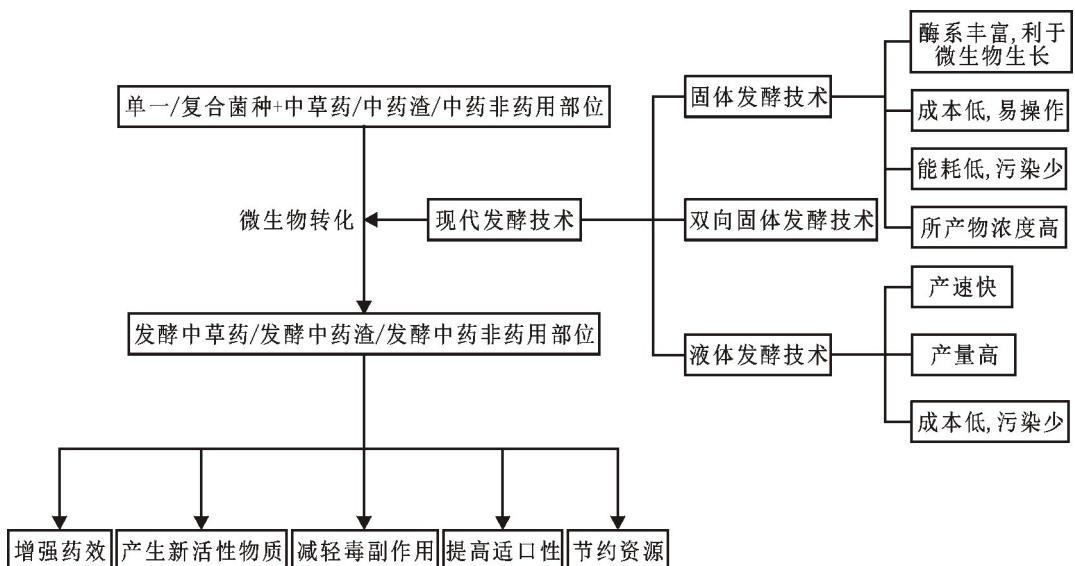 单一/复合菌种+中草药/中药渣/中药非药用部位
微生物转化
现代发酵技术
发酵中草药/发酵中药渣/发酵中药非药用部位
增强药效
产生新活性物质
减轻毒副作用
提高适口性
节约资源
固体发酵技术
酶系丰富,利于
微生物生长
成本低,易操作
能耗低,污染少
所产物浓度高
双向固体发酵技术
液体发酵技术
产速快
产量高
成本低,污染少